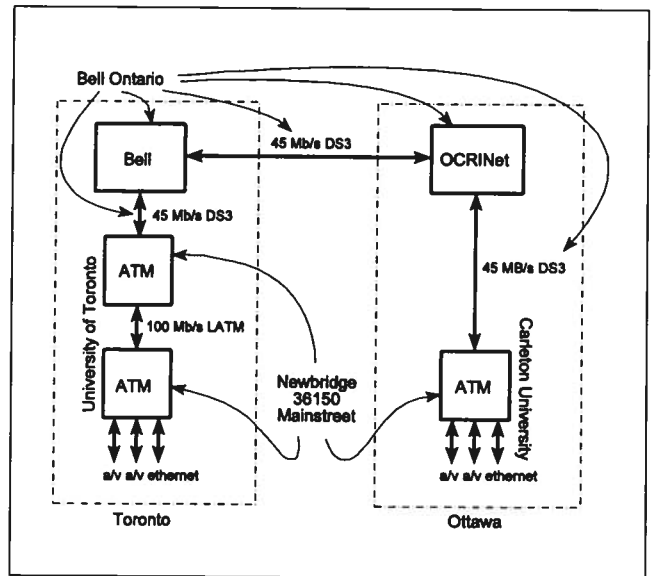 Bell Ontario
Bell
45 Mb/s DS3
OCRINet
45 Mb/s DS3
ATM
45 MB/s DS3
University of Toronto
100 Mb/s LATM
ATM
Newbridge
36150
Mainstreet
ATM
Carleton University
a/v a/v ethernet
a/v a/v ethernet
Toronto
Ottawa